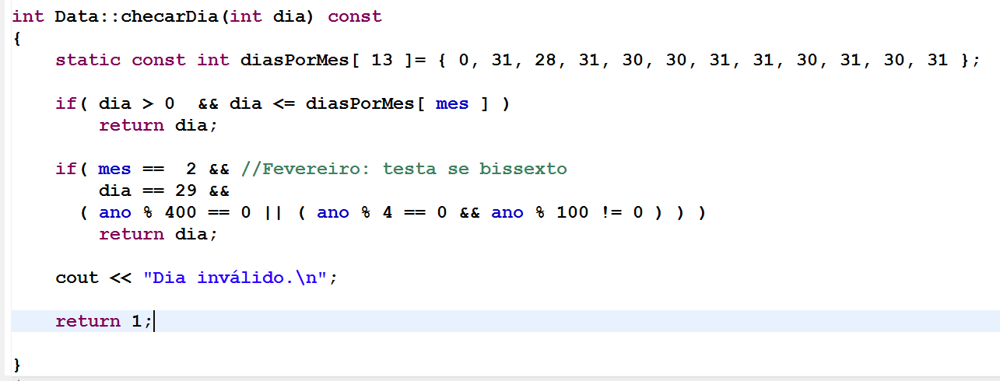 int Data::checarDia(int dia) const
{
static const int diasPorMes[ 13 ]= { 0, 31, 28, 31, 30, 30, 31, 31, 30, 31, 30, 31 };
if( dia > 0  && dia <= diasPorMes[ mes ] )
return dia;
if( mes ==  2 && //Fevereiro: testa se bissexto
dia == 29 &&
( ano % 400 == 0 || ( ano % 4 == 0 && ano % 100 != 0 ) ) )
return dia;
cout << "Dia inválido.\n";
return 1;
}